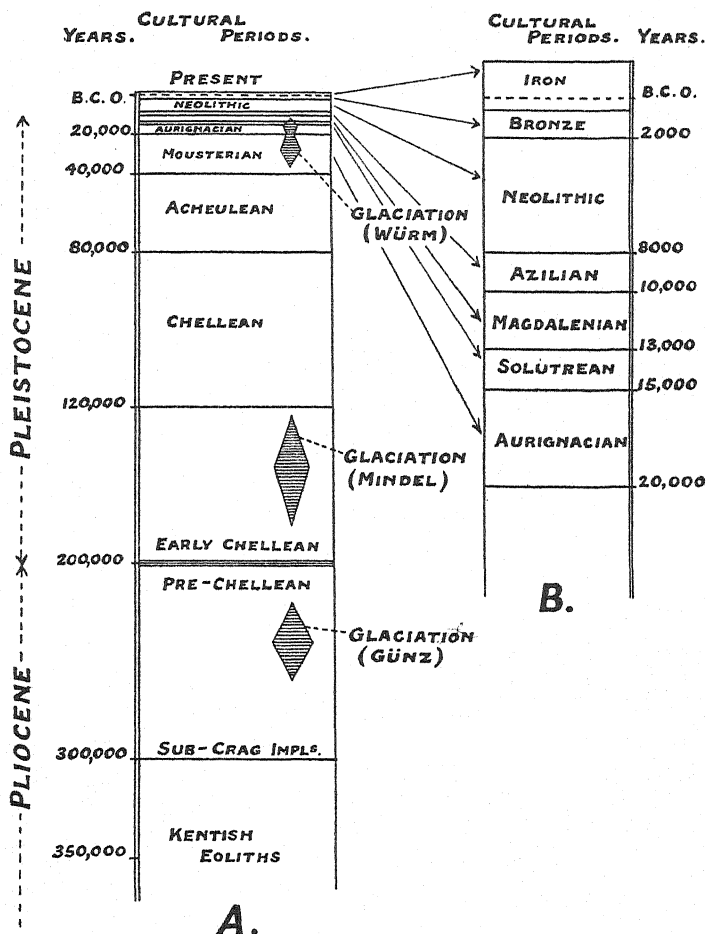 CULTURAL
YEARS. PERIODS.
PRESENT
B.C.O.
NEOLITHIC
20,000
AURIGNACIAN
MOUSTERIAN
40,000
ACHEULEAN
80,000
CHELLEAN
120,000
EARLY CHELLEAN
200,000
PRE-CHELLEAN
SUB-CRAG IMPLS.
300,000
KENTISH
EOLITHS
350,000
A.
PLEISTOCENE
PLIOCENE
GLACIATION
(WÜRM)
GLACIATION
(MINDEL)
GLACIATION
(GÜNZ)
CULTURAL
PERIODS. YEARS.
IRON
B.C.O.
BRONZE
2000
NEOLITHIC
8000
AZILIAN
10,000
MAGDALENIAN
13,000
SOLUTREAN
15,000
AURIGNACIAN
20,000
B.